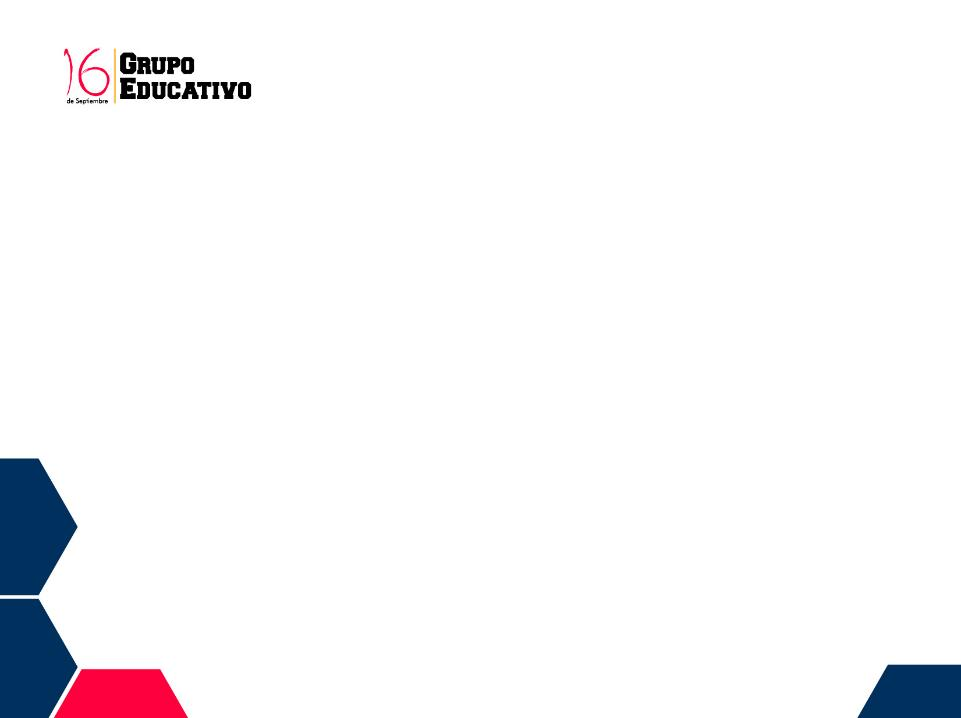 16
de Septiembre
GRUPO
EDUCATIVO